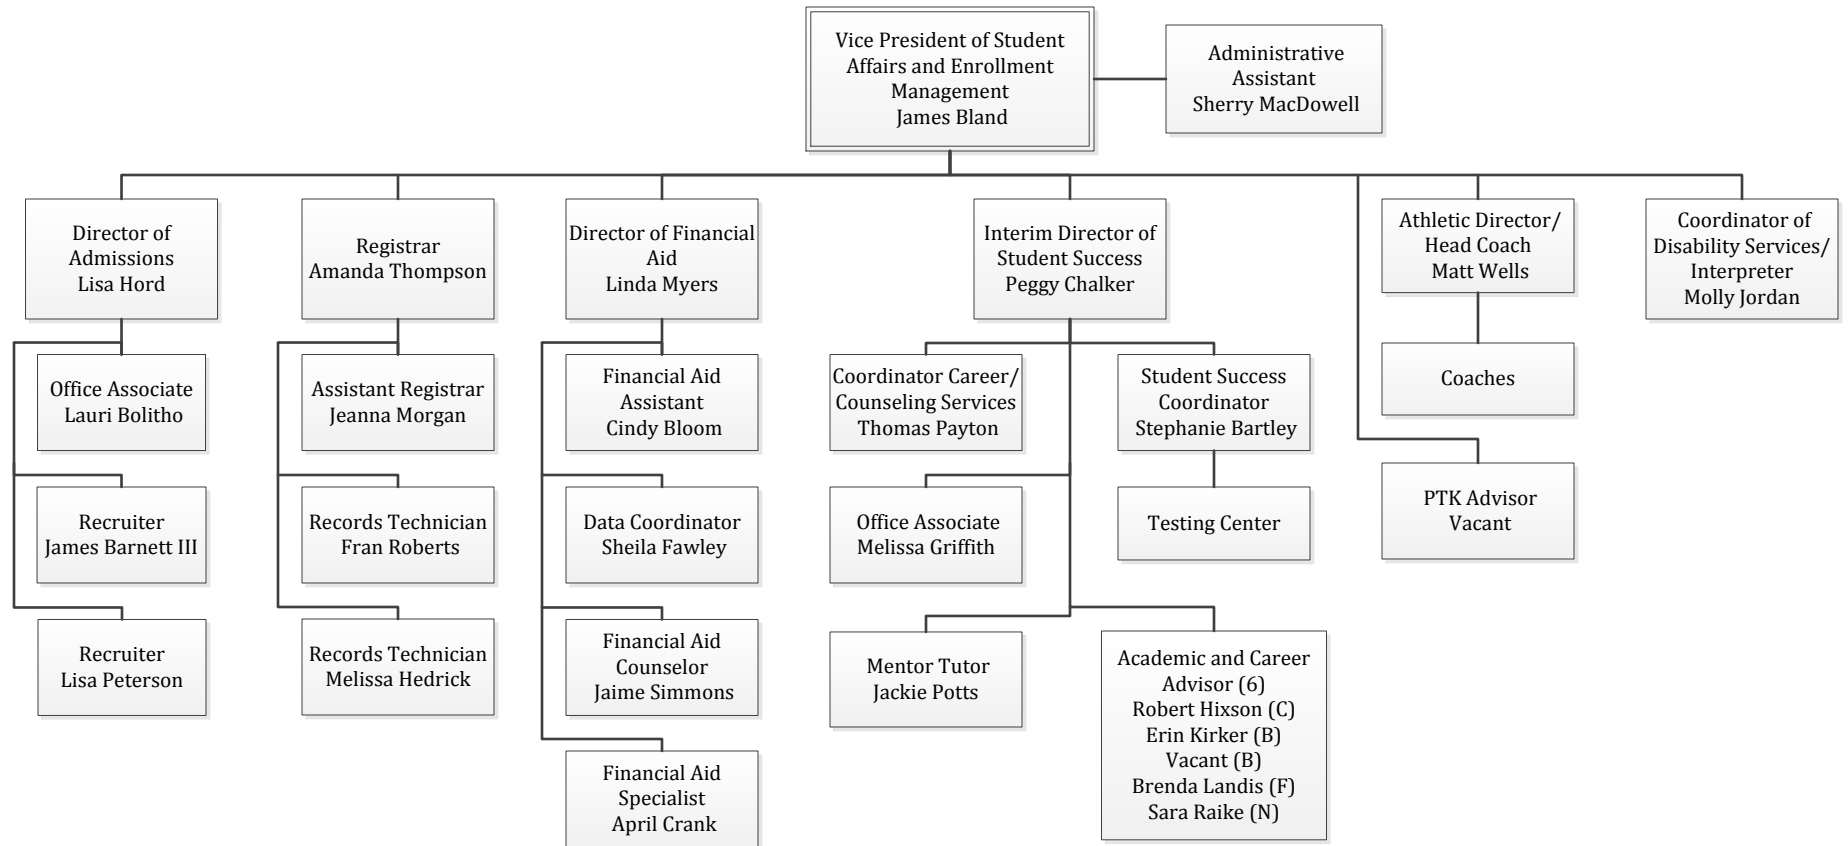 Vice President of Student
Affairs and Enrollment
Management
James Bland
Administrative
Assistant
Sherry MacDowell
Director of
Admissions
Lisa Hord
Registrar
Amanda Thompson
Director of Financial
Aid
Linda Myers
Interim Director of
Student Success
Peggy Chalker
Athletic Director/
Head Coach
Matt Wells
Coordinator of
Disability Services/
Interpreter
Molly Jordan
Office Associate
Lauri Bolitho
Assistant Registrar
Jeanna Morgan
Financial Aid
Assistant
Cindy Bloom
Coordinator Career/
Counseling Services
Thomas Payton
Student Success
Coordinator
Stephanie Bartley
Coaches
Recruiter
James Barnett III
Records Technician
Fran Roberts
Data Coordinator
Sheila Fawley
Office Associate
Melissa Griffith
Testing Center
PTK Advisor
Vacant
Recruiter
Lisa Peterson
Records Technician
Melissa Hedrick
Financial Aid
Counselor
Jaime Simmons
Mentor Tutor
Jackie Potts
Academic and Career
Advisor (6)
Robert Hixson (C)
Erin Kirker (B)
Vacant (B)
Brenda Landis (F)
Sara Raike (N)
Financial Aid
Specialist
April Crank